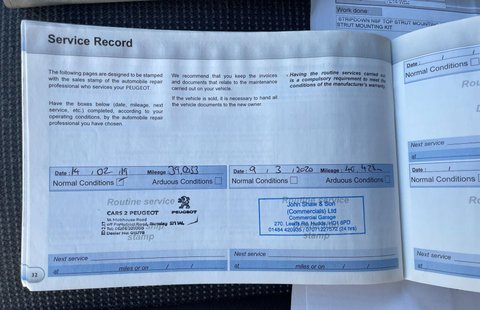 Work done
STRIPDOWN NSF TOP STRUT MOUNTING
STRUT MOUNTING KIT
Service Record
The following pages are designed to be stamped
with the sales stamp of the automobile repair
professional who services your PEUGEOT.
Have the boxes below (date, mileage, next
service, etc.) completed, according to your
operating conditions, by the automobile repair
professional you have chosen.
We recommend that you keep the invoices
and documents that relate to the maintenance
carried out on your vehicle.
If the vehicle is sold, it is necessary to hand all
the vehicle documents to the new owner.
- Having the routine services carried out
is a compulsory requirement to meet the
conditions of the manufacturer's warranty.
Date : 14 / 02 / 19 Mileage : 39,033
Normal Conditions Arduous Conditions
Routine service
CARS 2 PEUGEOT
PEUGEOT
stamp
Next service
at miles or on / /
Date : 9 / 3 / 2020 Mileage :
Normal Conditions Arduous Conditions
Routine service
John Shaw & Son
(Commercials) Ltd
Commercial Garage
270, Leeds Rd, Hudds, HD1 6PD
stamp
Next service
at miles or on / /
Date : /
Normal Conditions
Next service
at
Date : /
Normal Conditions
Next service
at
32